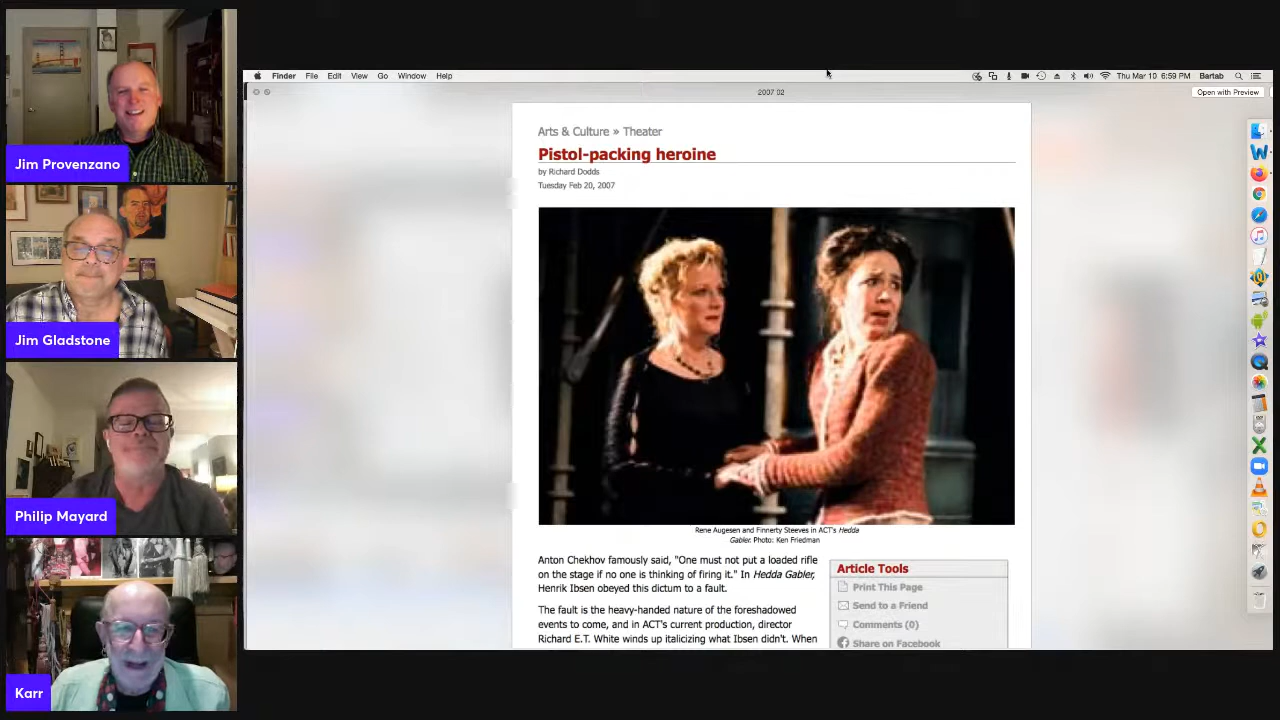 Jim Provenzano
Jim Gladstone
Philip Mayard
Karr
Finder File Edit View Go Window Help
Thu Mar 10 6:59 PM Bartab
2007 02
Open with Preview
Arts & Culture » Theater
Pistol-packing heroine
by Richard Dodds
Tuesday Feb 20, 2007
Rene Augesen and Finnerty Steeves in ACT's Hedda
Gabler. Photo: Ken Friedman
Anton Chekhov famously said, "One must not put a loaded rifle
on the stage if no one is thinking of firing it." In Hedda Gabler,
Henrik Ibsen obeyed this dictum to a fault.
The fault is the heavy-handed nature of the foreshadowed
events to come, and in ACT's current production, director
Richard E.T. White winds up italicizing what Ibsen didn't. When
Article Tools
Print This Page
Send to a Friend
Comments (0)
Share on Facebook